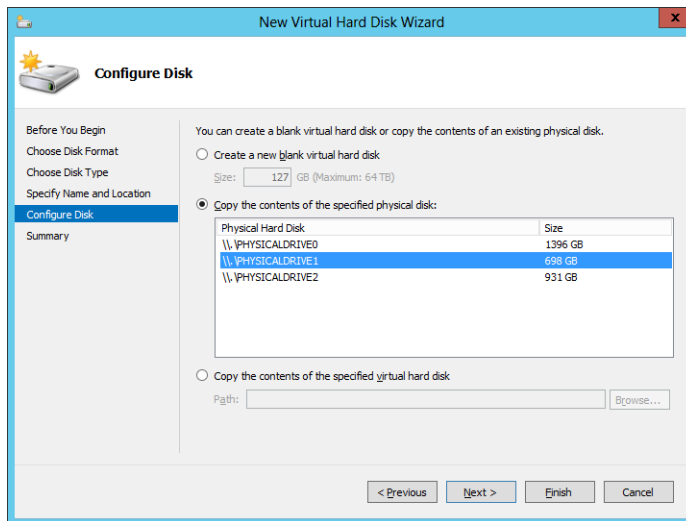 New Virtual Hard Disk Wizard
x
Configure Disk
Before You Begin
Choose Disk Format
Choose Disk Type
Specify Name and Location
Configure Disk
Summary
You can create a blank virtual hard disk or copy the contents of an existing physical disk.
Create a new blank virtual hard disk
Size: 127 GB (Maximum: 64 TB)
Copy the contents of the specified physical disk:
Physical Hard Disk Size
\\.\PHYSICALDRIVE0 1396 GB
\\.\PHYSICALDRIVE1 698 GB
\\.\PHYSICALDRIVE2 931 GB
Copy the contents of the specified virtual hard disk
Path: Browse...
< Previous Next > Finish Cancel